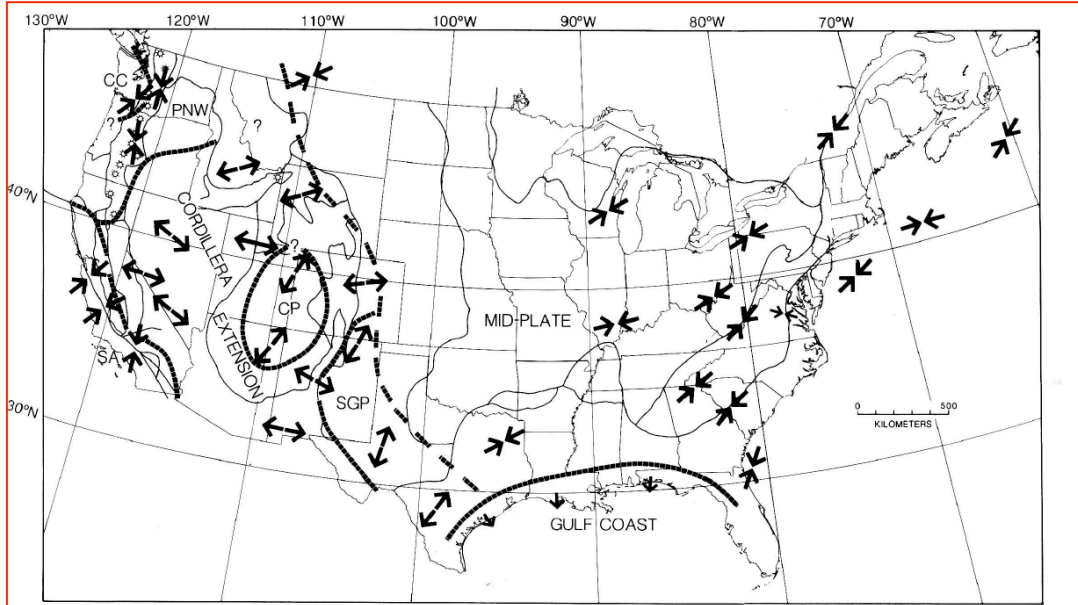 130°W 120°W 110°W 100°W 90°W 80°W 70°W
CC
PNW
?
?
40°N
CORDILLERA
?
CP
MID-PLATE
EXTENSION
SA
SGP
30°N
0 500
KILOMETERS
GULF COAST